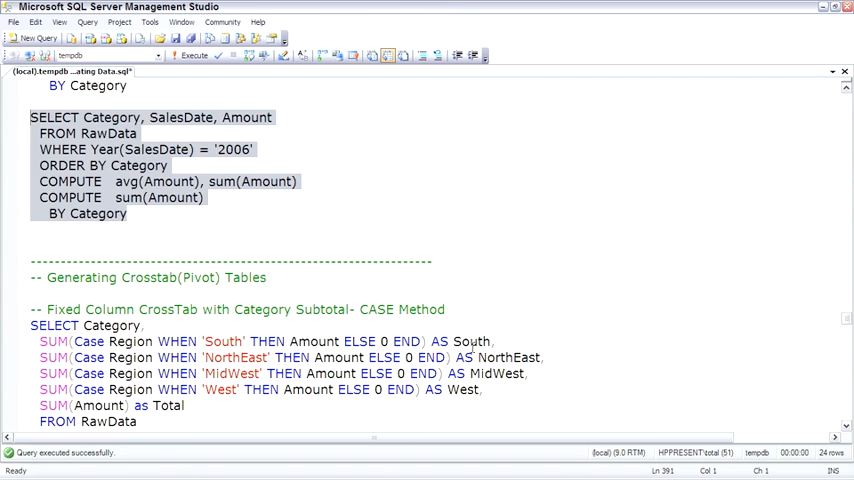 Microsoft SQL Server Management Studio
File Edit View Query Project Tools Window Community Help
New Query
tempdb Execute
(local).tempdb ...ating Data.sql*
BY Category
SELECT Category, SalesDate, Amount
FROM RawData
WHERE Year(SalesDate) = '2006'
ORDER BY Category
COMPUTE avg(Amount), sum(Amount)
COMPUTE sum(Amount)
BY Category
-------------------------------------------------------------------
-- Generating Crosstab(Pivot) Tables
-- Fixed Column CrossTab with Category Subtotal- CASE Method
SELECT Category,
SUM(Case Region WHEN 'South' THEN Amount ELSE 0 END) AS South,
SUM(Case Region WHEN 'NorthEast' THEN Amount ELSE 0 END) AS NorthEast,
SUM(Case Region WHEN 'MidWest' THEN Amount ELSE 0 END) AS MidWest,
SUM(Case Region WHEN 'West' THEN Amount ELSE 0 END) AS West,
SUM(Amount) as Total
FROM RawData
Query executed successfully. (local) (9.0 RTM) HPPRESENT\total (51) tempdb 00:00:00 24 rows
Ready Ln 391 Col 1 Ch 1 INS